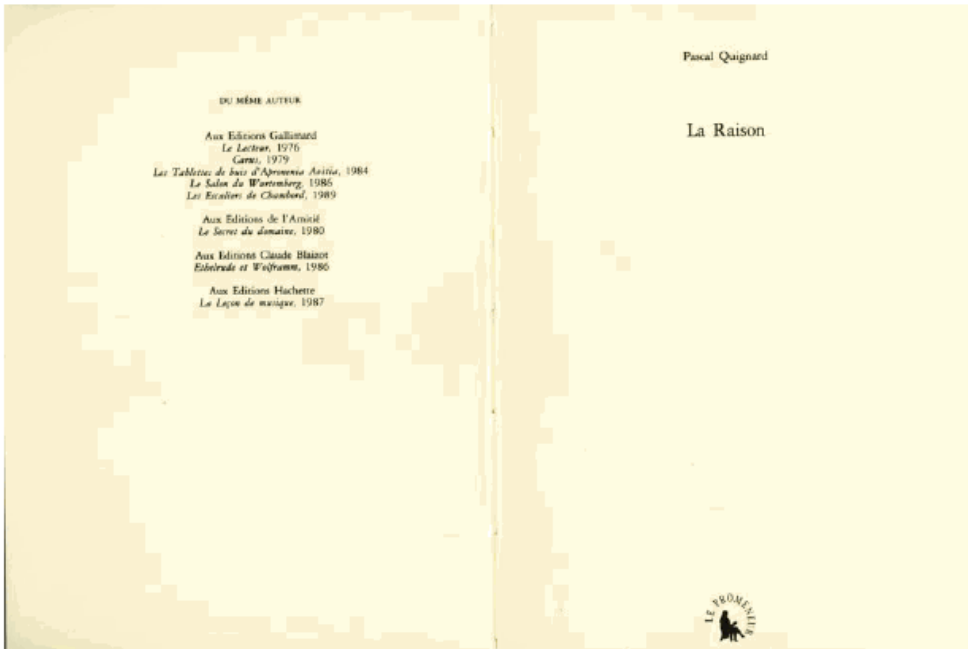 DU MÊME AUTEUR
Aux Editions Gallimard
Le Lecteur, 1976
Carus, 1979
Les Tablettes de buis d'Apronenia Avitia, 1984
Le Salon du Wurtemberg, 1986
Les Escaliers de Chambord, 1989
Aux Editions de l'Amitié
Le Secret du domaine, 1980
Aux Editions Claude Blaizot
Ethelrude et Wolframm, 1986
Aux Editions Hachette
La Leçon de musique, 1987
Pascal Quignard
La Raison
LE PROMENEUR